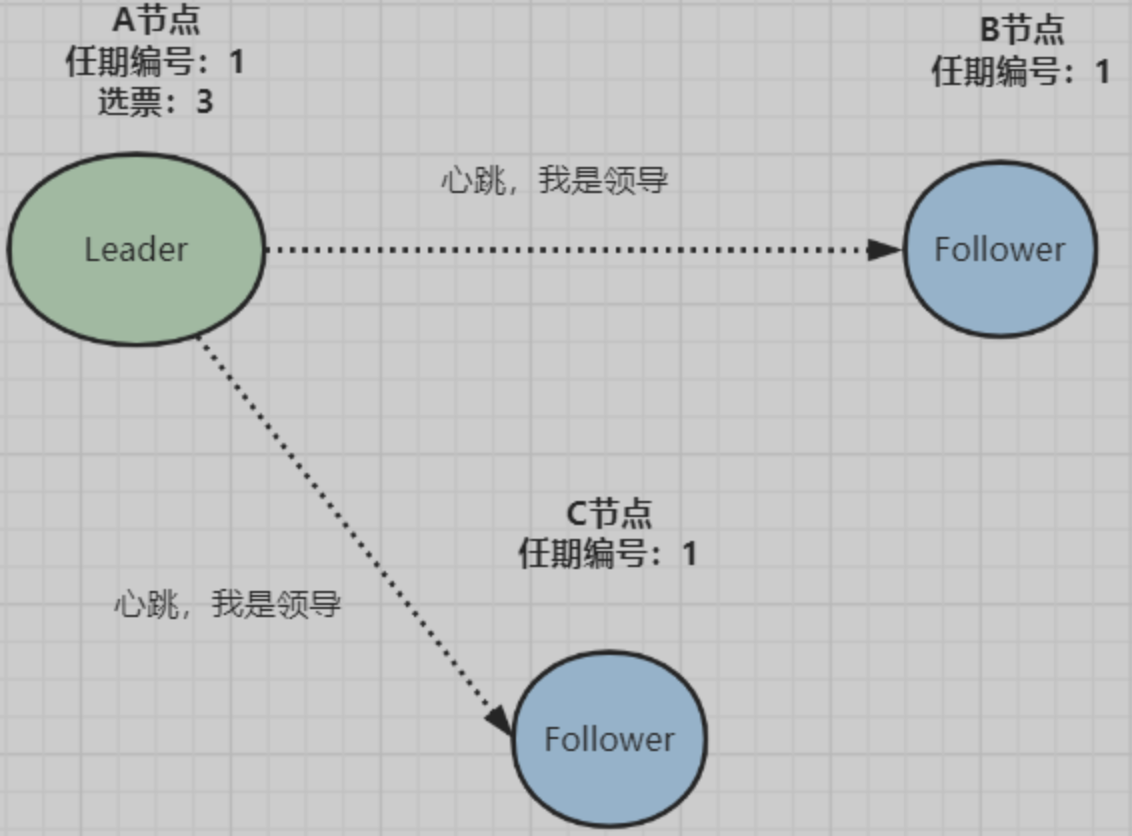 A节点
任期编号：1
选票：3
B节点
任期编号：1
心跳，我是领导
Leader
Follower
C节点
任期编号：1
心跳，我是领导
Follower